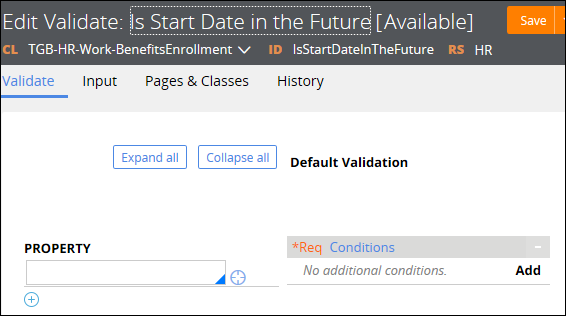 Edit Validate: Is Start Date in the Future [Available]
Save
CL TGB-HR-Work-BenefitsEnrollment ID IsStartDateInTheFuture RS HR
Validate Input Pages & Classes History
Expand all Collapse all Default Validation
PROPERTY
*Req Conditions
No additional conditions. Add